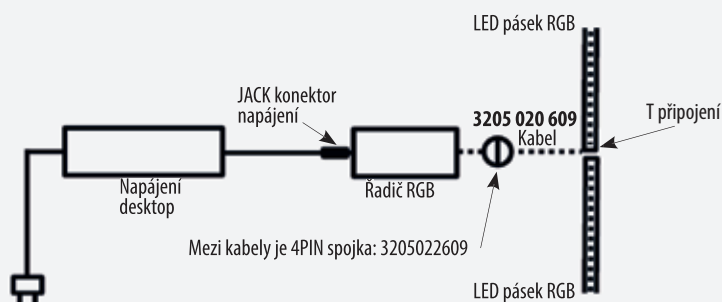 LED pásek RGB
JACK konektor
napájení
3205 020 609
Kabel
T připojení
Napájení
desktop
Řadič RGB
Mezi kabely je 4PIN spojka: 3205022609
LED pásek RGB